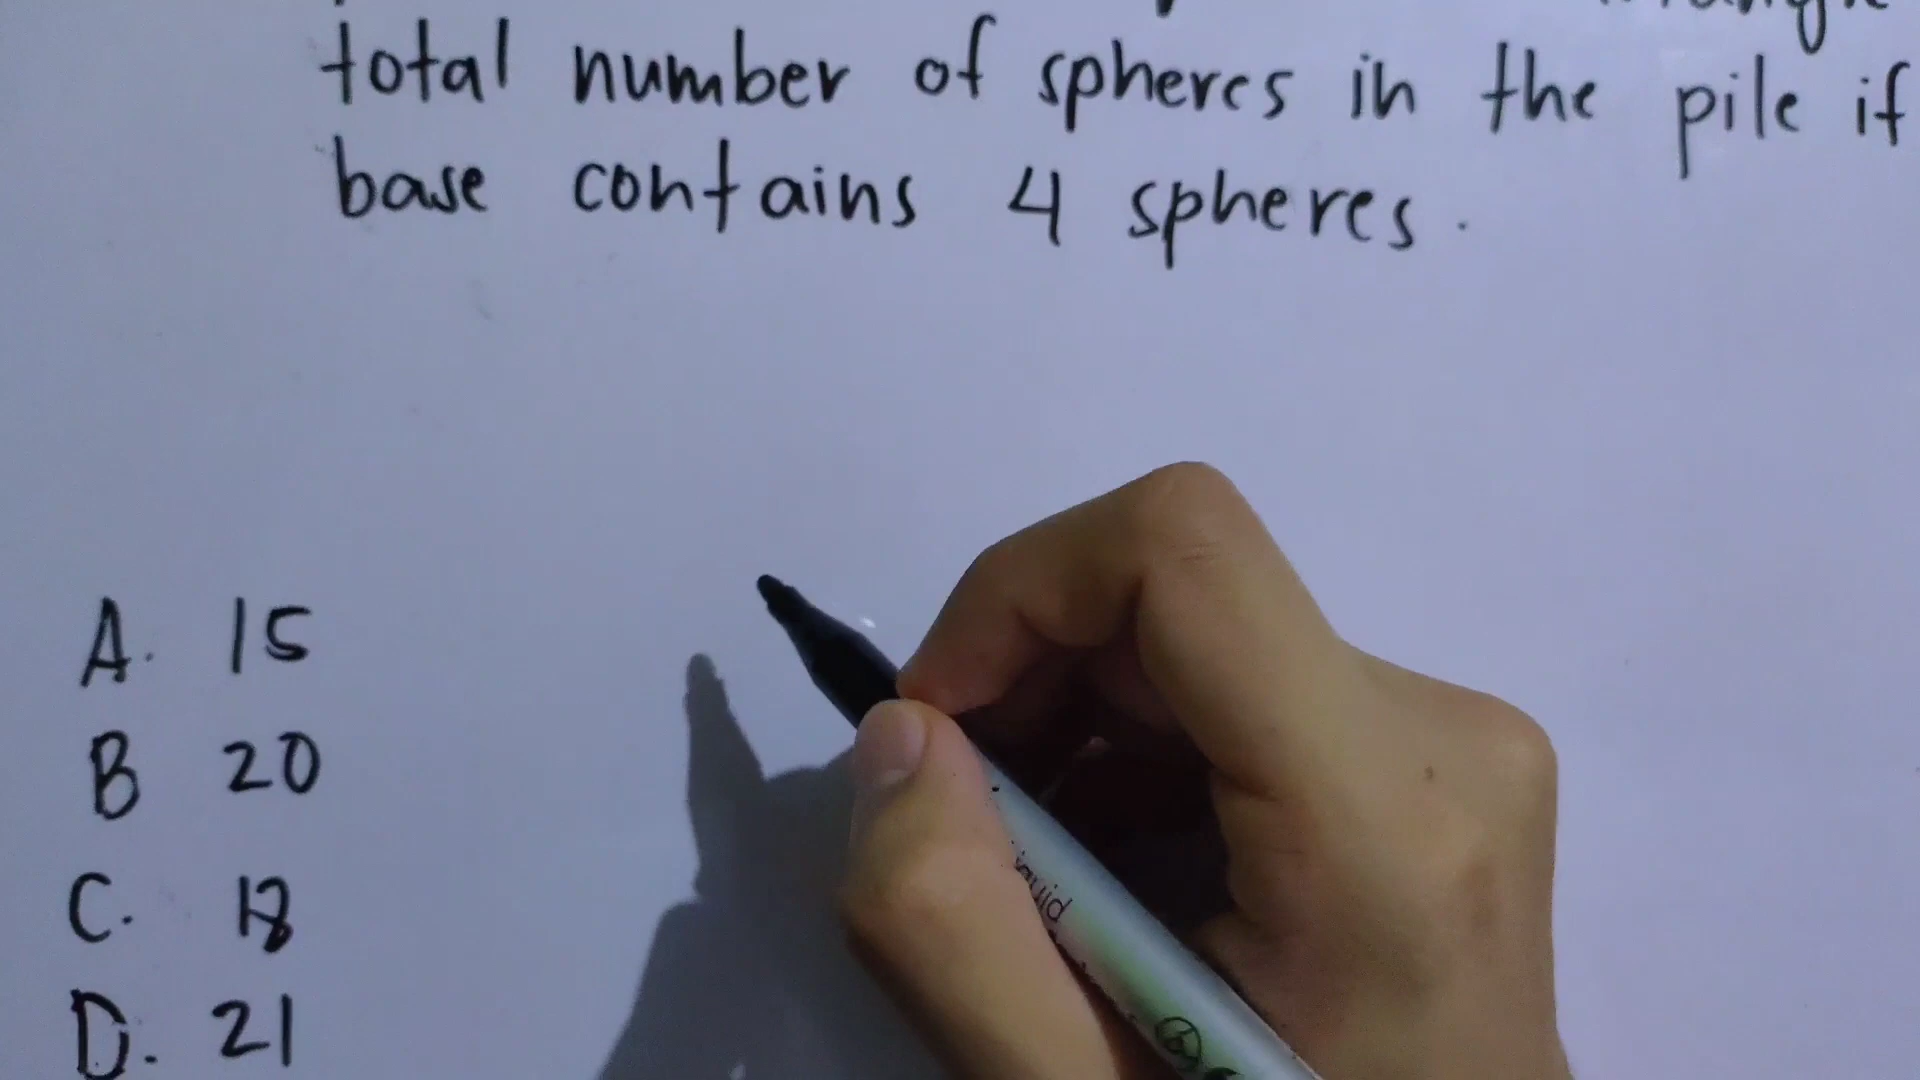 total number of spheres in the pile if
base contains 4 spheres.
A. 15
B 20
C. 18
D. 21